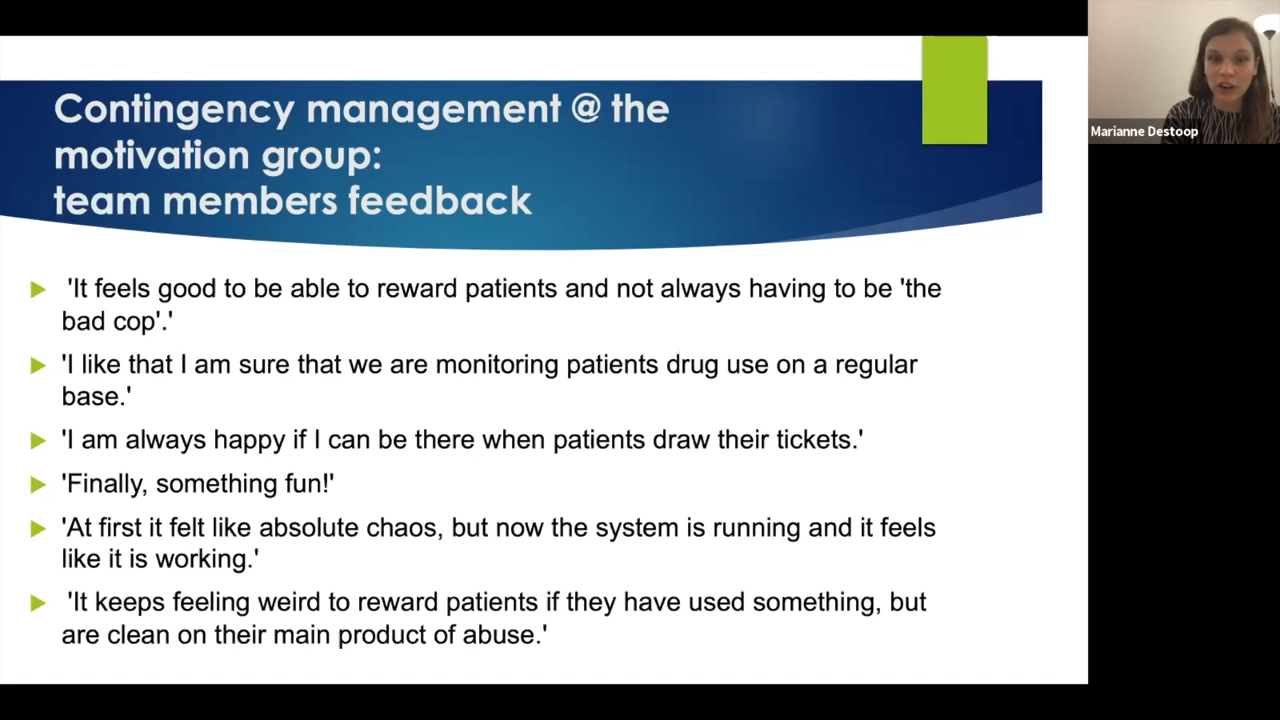 Contingency management @ the
motivation group:
team members feedback
Marianne Destoop
'It feels good to be able to reward patients and not always having to be 'the
bad cop'.'
'I like that I am sure that we are monitoring patients drug use on a regular
base.'
'I am always happy if I can be there when patients draw their tickets.'
'Finally, something fun!'
'At first it felt like absolute chaos, but now the system is running and it feels
like it is working.'
'It keeps feeling weird to reward patients if they have used something, but
are clean on their main product of abuse.'